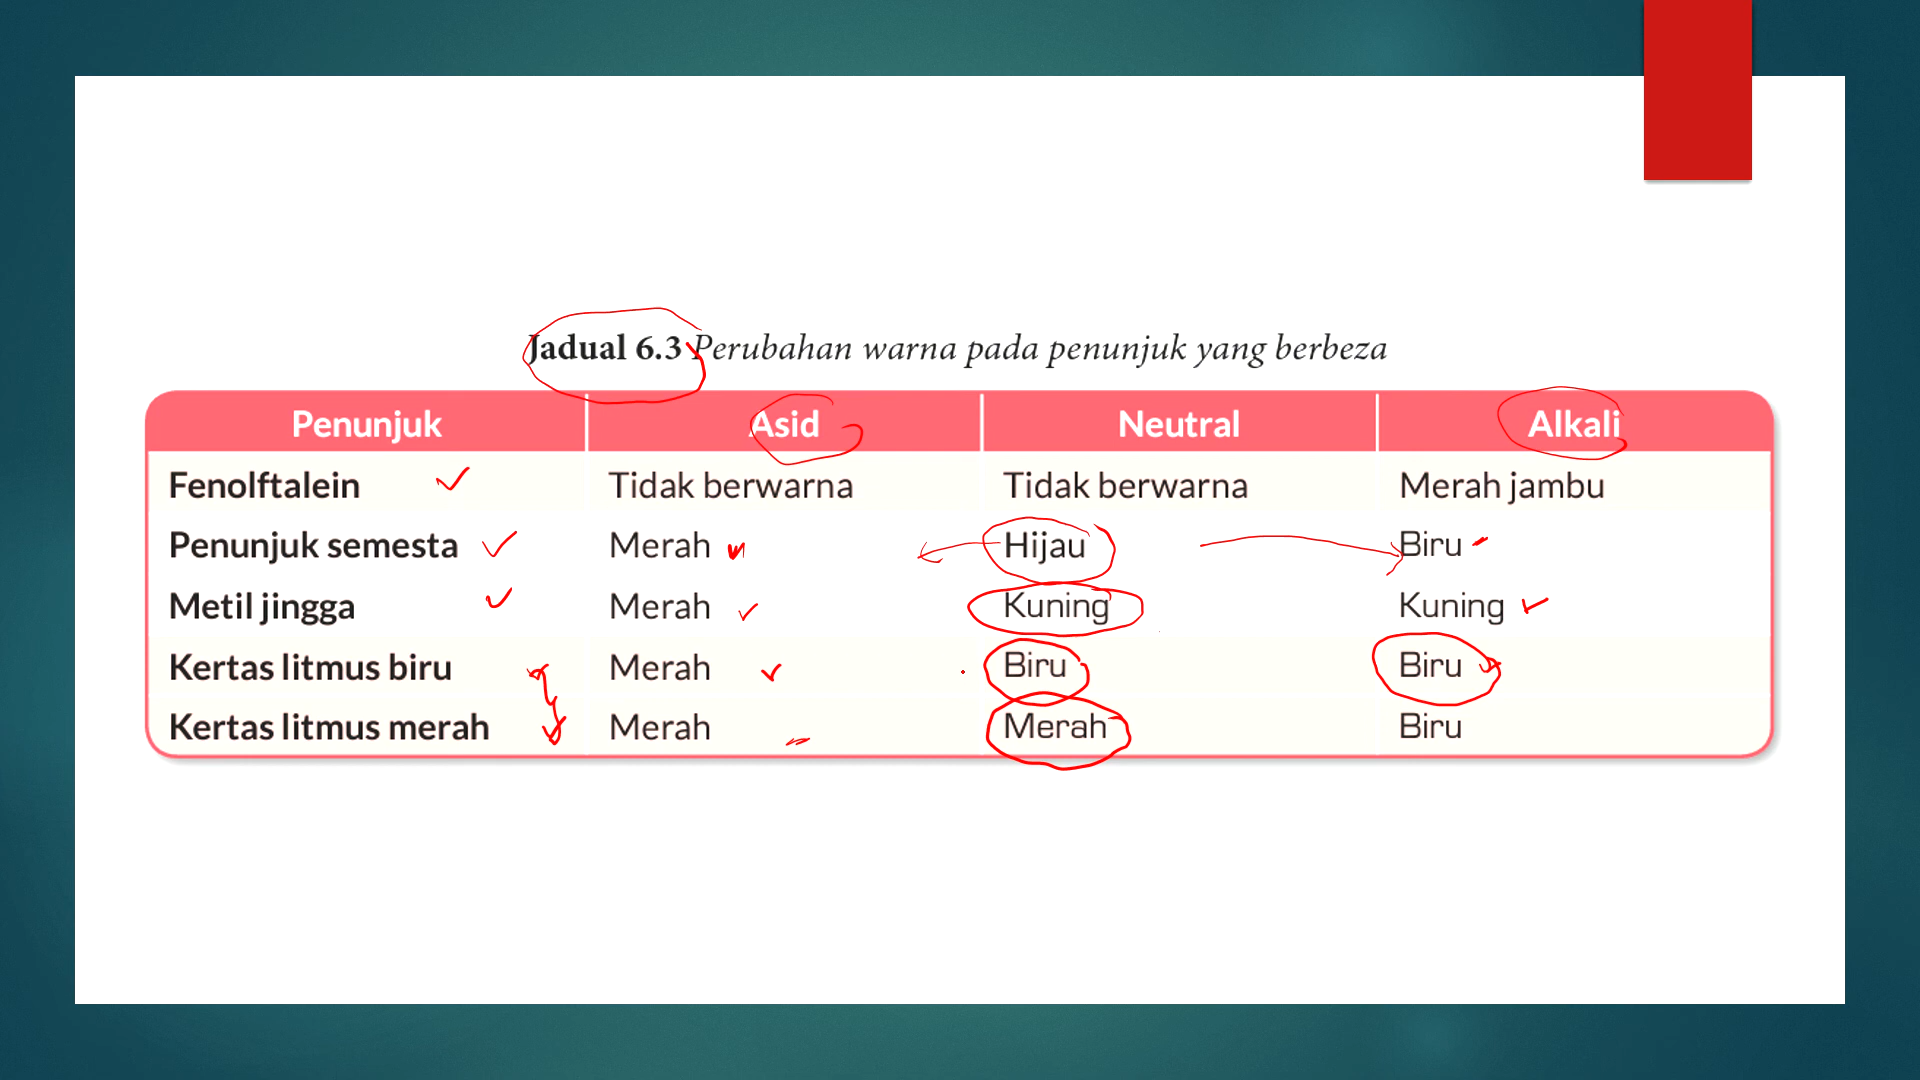 Jadual 6.3 Perubahan warna pada penunjuk yang berbeza
Penunjuk Asid Neutral Alkali
Fenolftalein Tidak berwarna Tidak berwarna Merah jambu
Penunjuk semesta Merah Hijau Biru
Metil jingga Merah Kuning Kuning
Kertas litmus biru Merah Biru Biru
Kertas litmus merah Merah Merah Biru